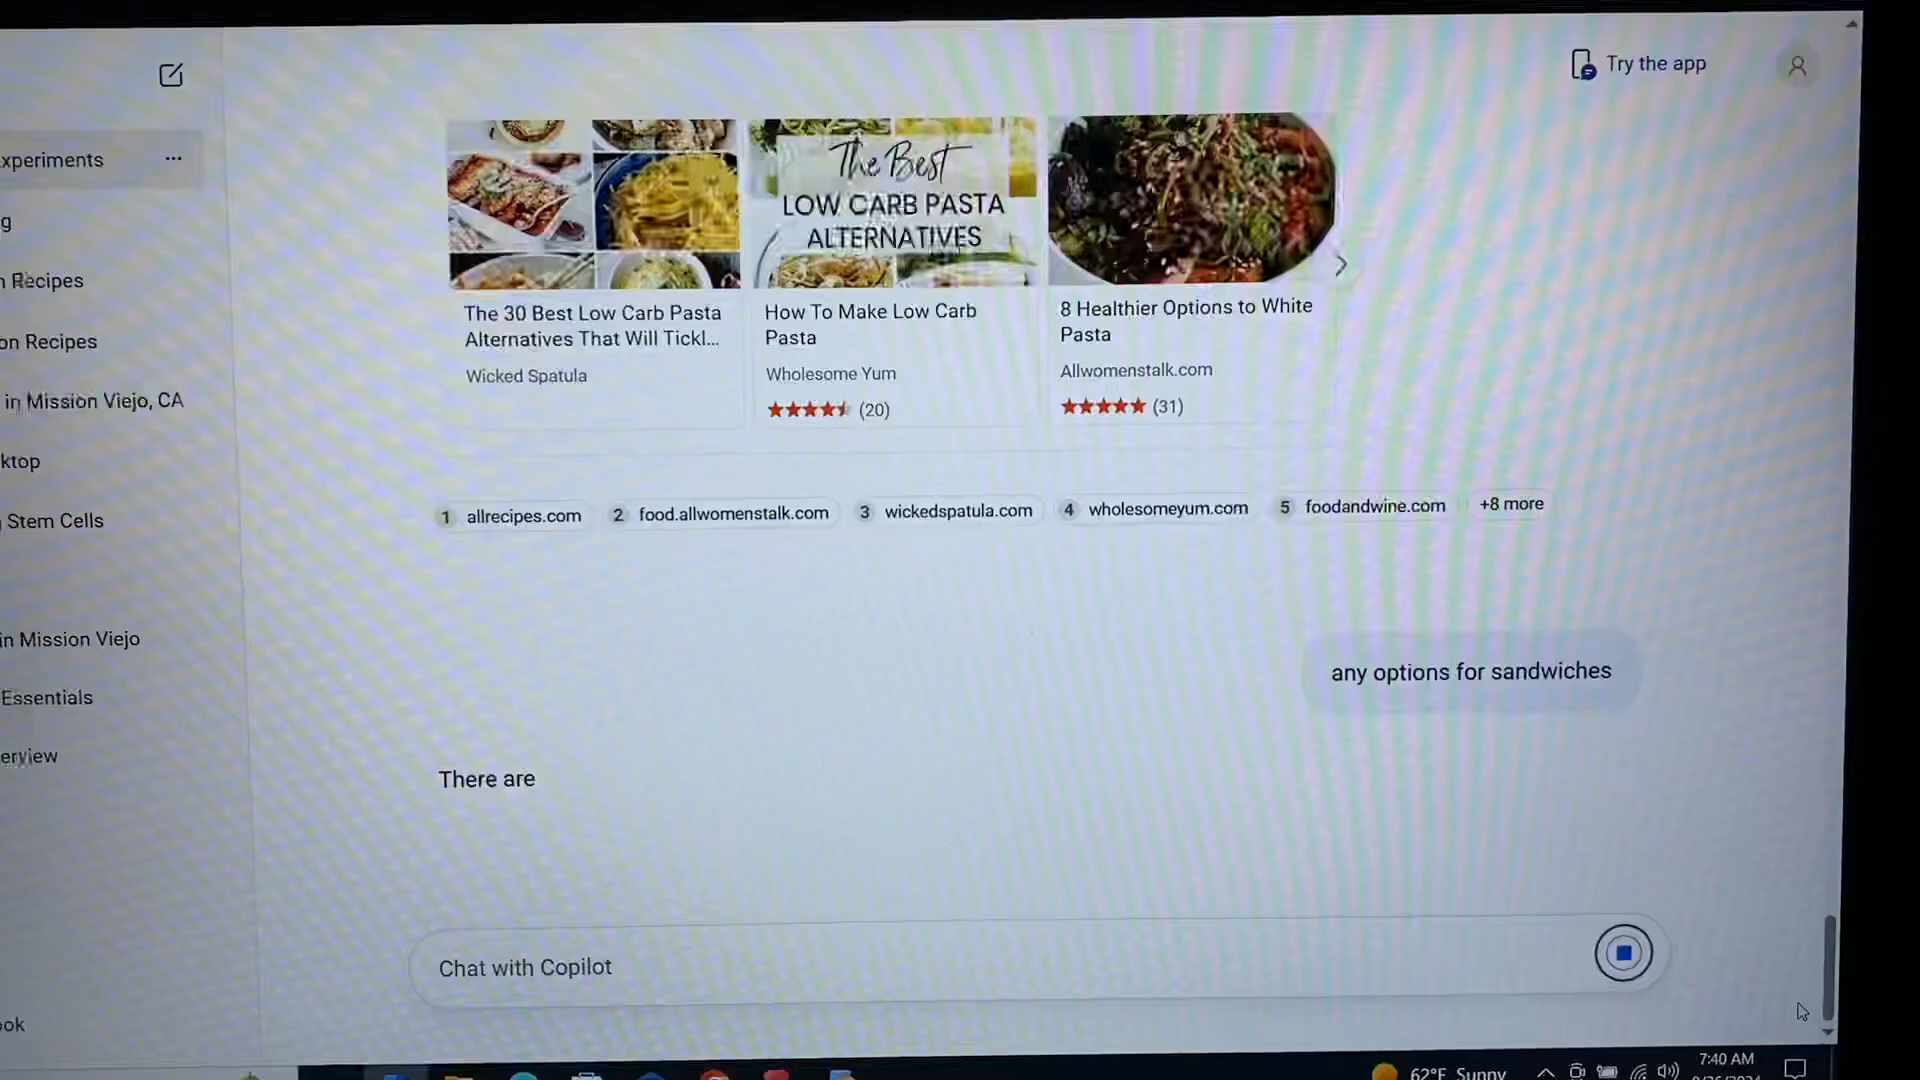 Try the app
xperiments
g
n Recipes
on Recipes
in Mission Viejo, CA
ktop
Stem Cells
in Mission Viejo
Essentials
erview
ook
The Best
LOW CARB PASTA
ALTERNATIVES
The 30 Best Low Carb Pasta
Alternatives That Will Tickl...
Wicked Spatula
How To Make Low Carb
Pasta
Wholesome Yum
(20)
8 Healthier Options to White
Pasta
Allwomenstalk.com
(31)
1 allrecipes.com 2 food.allwomenstalk.com 3 wickedspatula.com 4 wholesomeyum.com 5 foodandwine.com +8 more
any options for sandwiches
There are
Chat with Copilot
62°F Sunny
7:40 AM